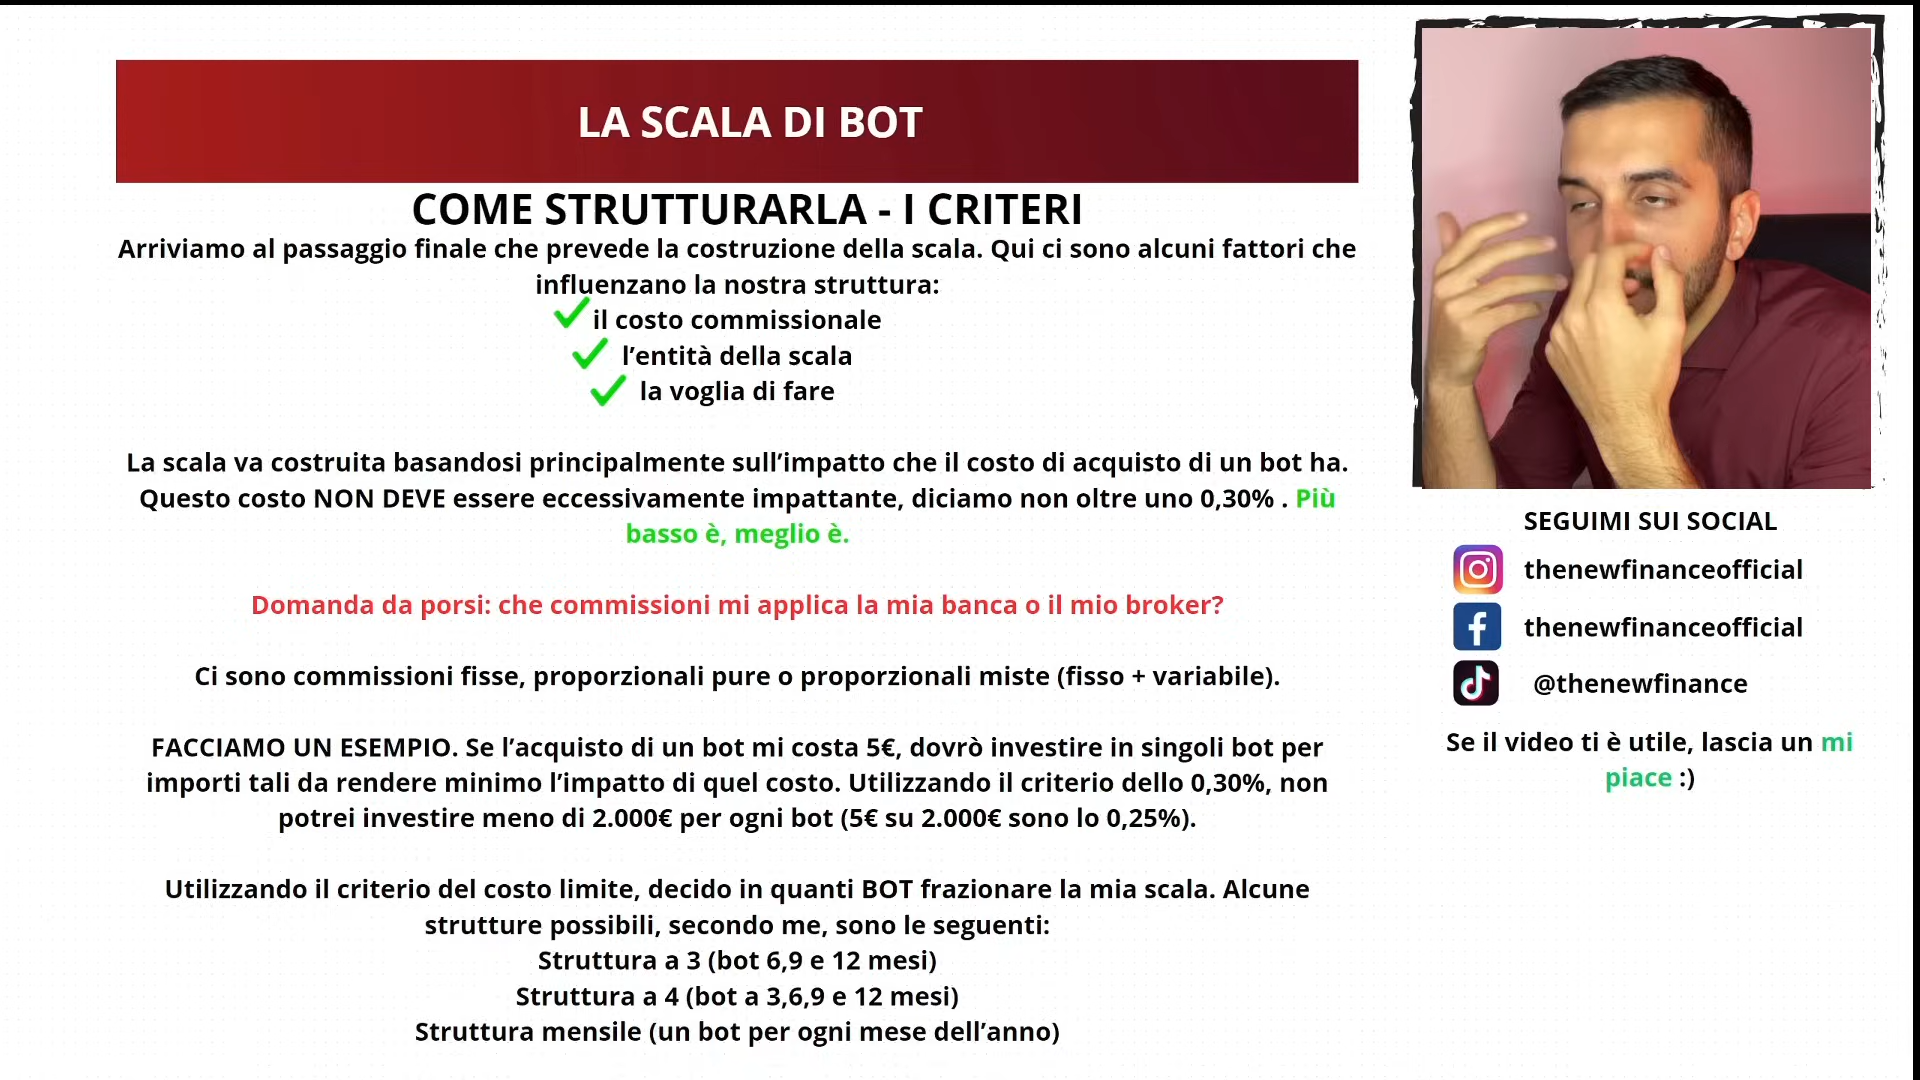 LA SCALA DI BOT
COME STRUTTURARLA - I CRITERI
Arriviamo al passaggio finale che prevede la costruzione della scala. Qui ci sono alcuni fattori che
influenzano la nostra struttura:
il costo commissionale
l’entità della scala
la voglia di fare
La scala va costruita basandosi principalmente sull’impatto che il costo di acquisto di un bot ha.
Questo costo NON DEVE essere eccessivamente impattante, diciamo non oltre uno 0,30% . Più
basso è, meglio è.
Domanda da porsi: che commissioni mi applica la mia banca o il mio broker?
Ci sono commissioni fisse, proporzionali pure o proporzionali miste (fisso + variabile).
FACCIAMO UN ESEMPIO. Se l’acquisto di un bot mi costa 5€, dovrò investire in singoli bot per
importi tali da rendere minimo l’impatto di quel costo. Utilizzando il criterio dello 0,30%, non
potrei investire meno di 2.000€ per ogni bot (5€ su 2.000€ sono lo 0,25%).
Utilizzando il criterio del costo limite, decido in quanti BOT frazionare la mia scala. Alcune
strutture possibili, secondo me, sono le seguenti:
Struttura a 3 (bot 6,9 e 12 mesi)
Struttura a 4 (bot a 3,6,9 e 12 mesi)
Struttura mensile (un bot per ogni mese dell’anno)
SEGUIMI SUI SOCIAL
thenewfinanceofficial
thenewfinanceofficial
@thenewfinance
Se il video ti è utile, lascia un mi
piace :)